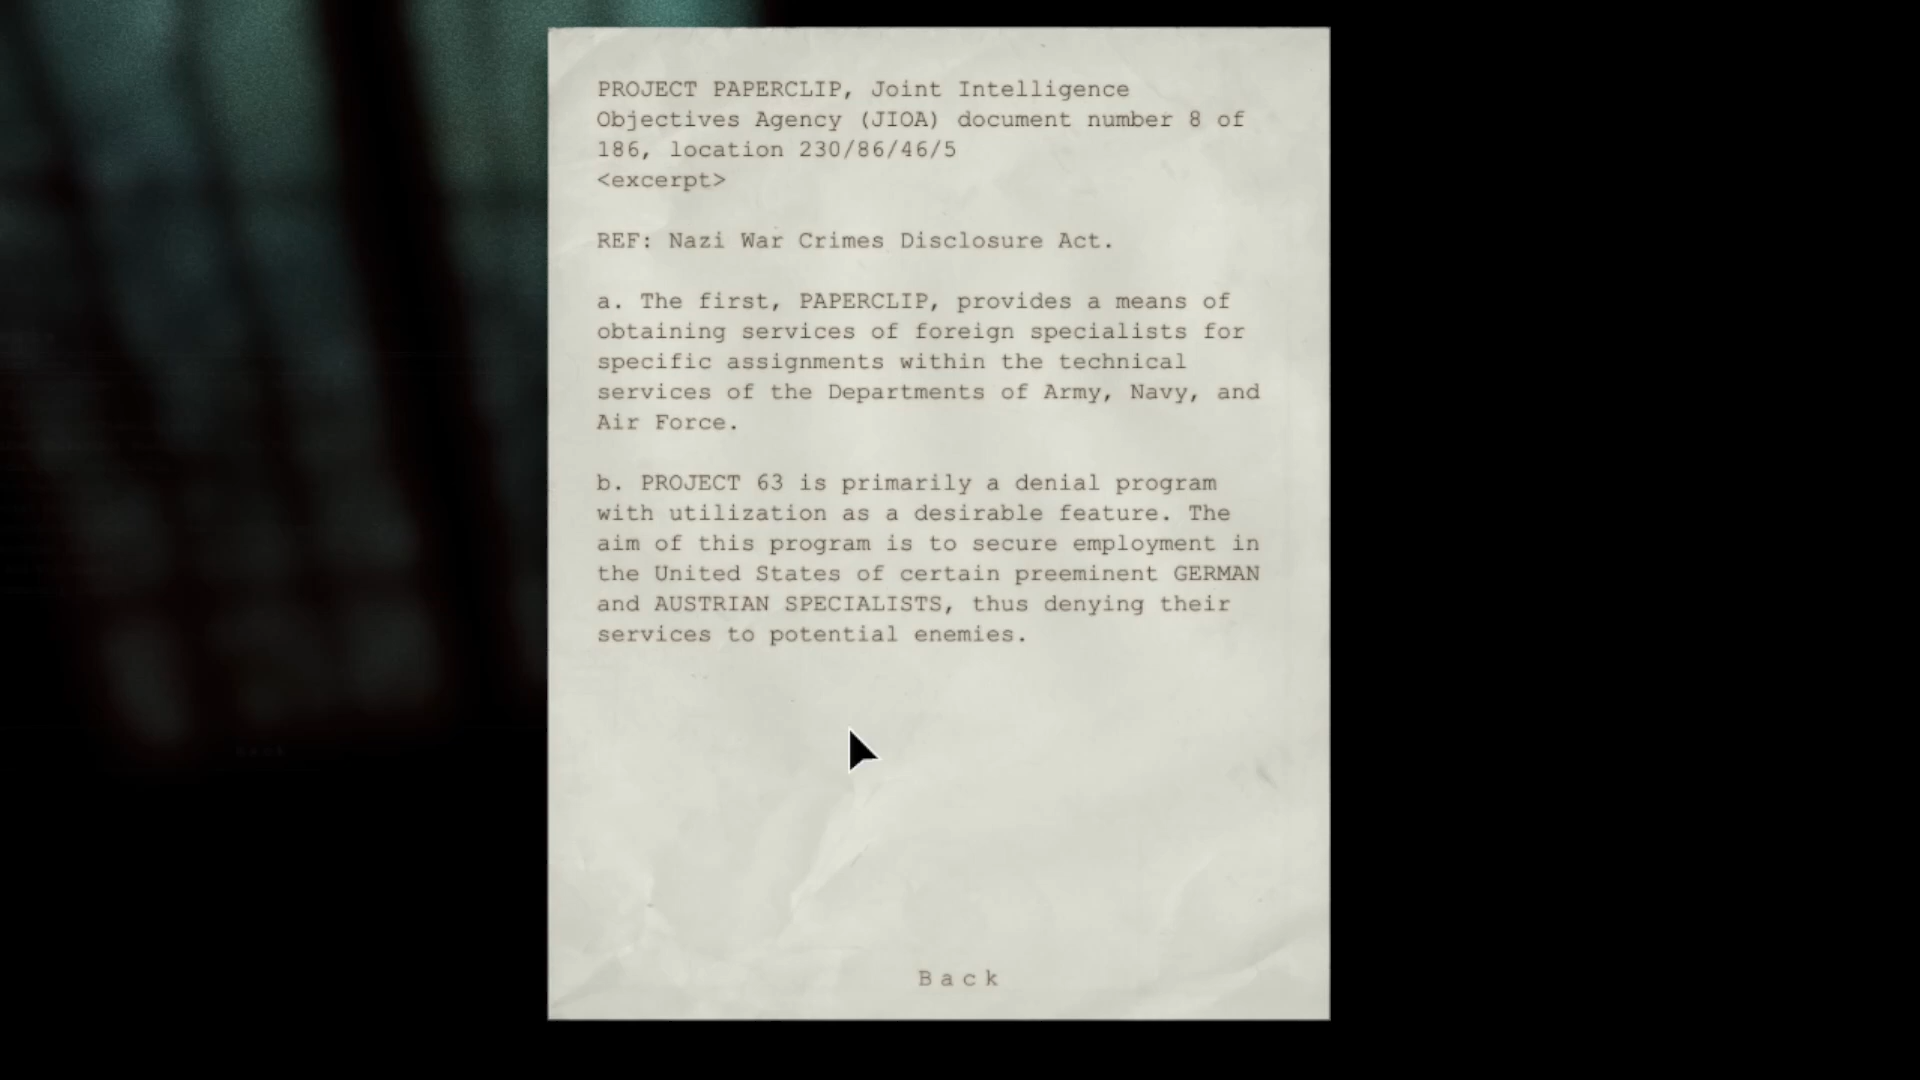 PROJECT PAPERCLIP, Joint Intelligence
Objectives Agency (JIOA) document number 8 of
186, location 230/86/46/5
<excerpt>
REF: Nazi War Crimes Disclosure Act.
a. The first, PAPERCLIP, provides a means of
obtaining services of foreign specialists for
specific assignments within the technical
services of the Departments of Army, Navy, and
Air Force.
b. PROJECT 63 is primarily a denial program
with utilization as a desirable feature. The
aim of this program is to secure employment in
the United States of certain preeminent GERMAN
and AUSTRIAN SPECIALISTS, thus denying their
services to potential enemies.
Back